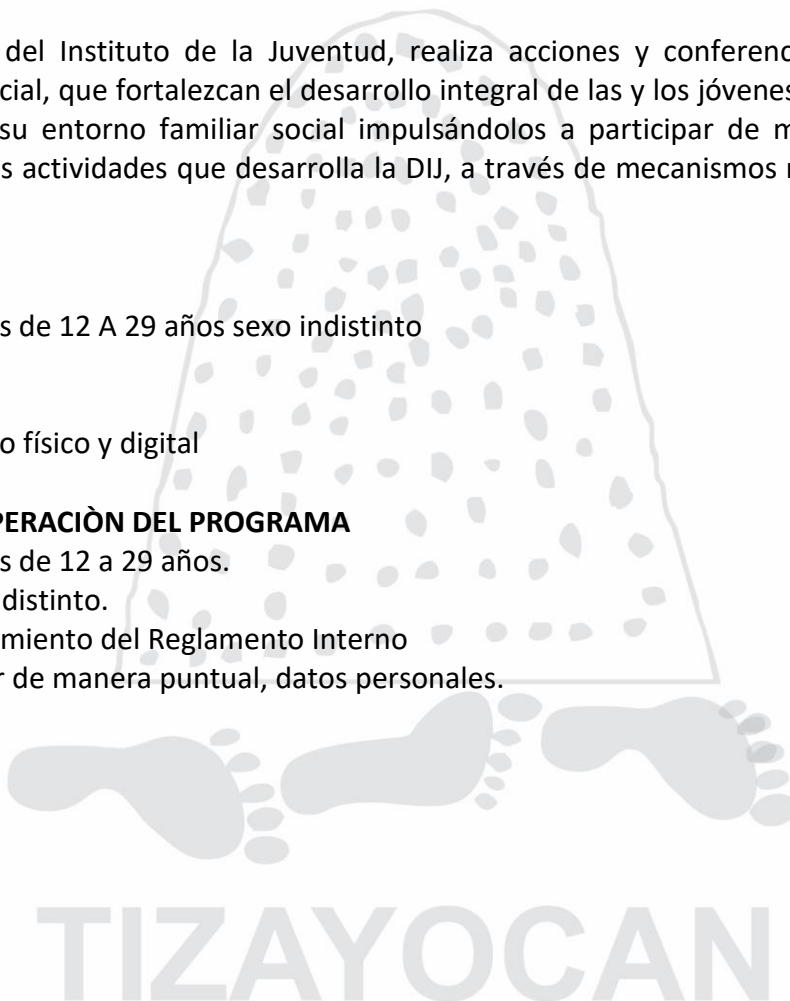 del Instituto de la Juventud, realiza acciones y conferenc
cial, que fortalezcan el desarrollo integral de las y los jóvenes
su entorno familiar social impulsándolos a participar de m
s actividades que desarrolla la DIJ, a través de mecanismos
s de 12 A 29 años sexo indistinto
o físico y digital
PERACIÒN DEL PROGRAMA
s de 12 a 29 años.
distinto.
miento del Reglamento Interno
r de manera puntual, datos personales.
TIZAYOCAN